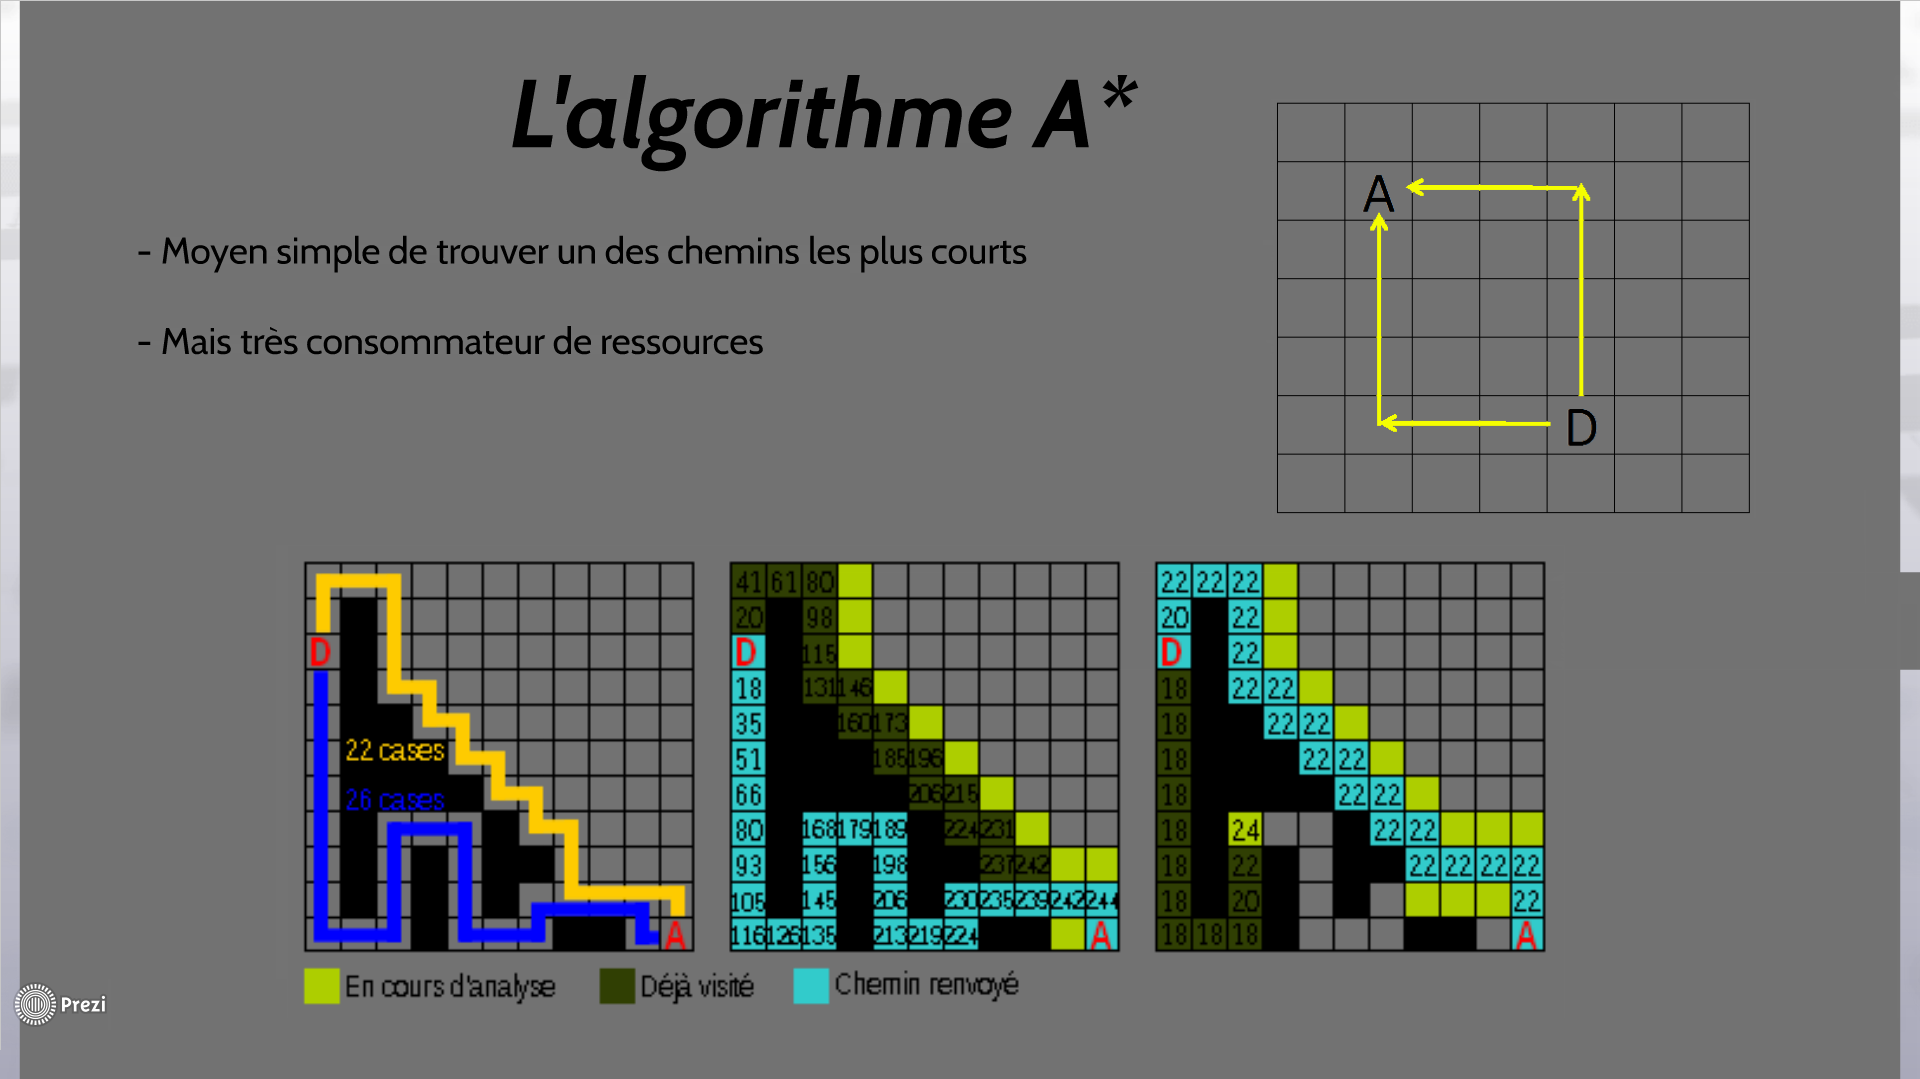 L'algorithme A*
- Moyen simple de trouver un des chemins les plus courts
- Mais très consommateur de ressources
A
D
D
22 cases
26 cases
A
41 61 80
20 98
D 115
18 131 146
35 160 173
51 185 196
66 206 215
80 168 179 189 224 231
93 156 198 237 242
105 145 206 230 235 239 242 244
116 126 135 213 219 224 A
22 22 22
20 22
D 22
18 22 22
18 22 22
18 22 22
18 22 22
18 24 22 22
18 22 22 22 22 22
18 20 22
18 18 18 A
En cours d'analyse Déjà visité Chemin renvoyé
Prezi